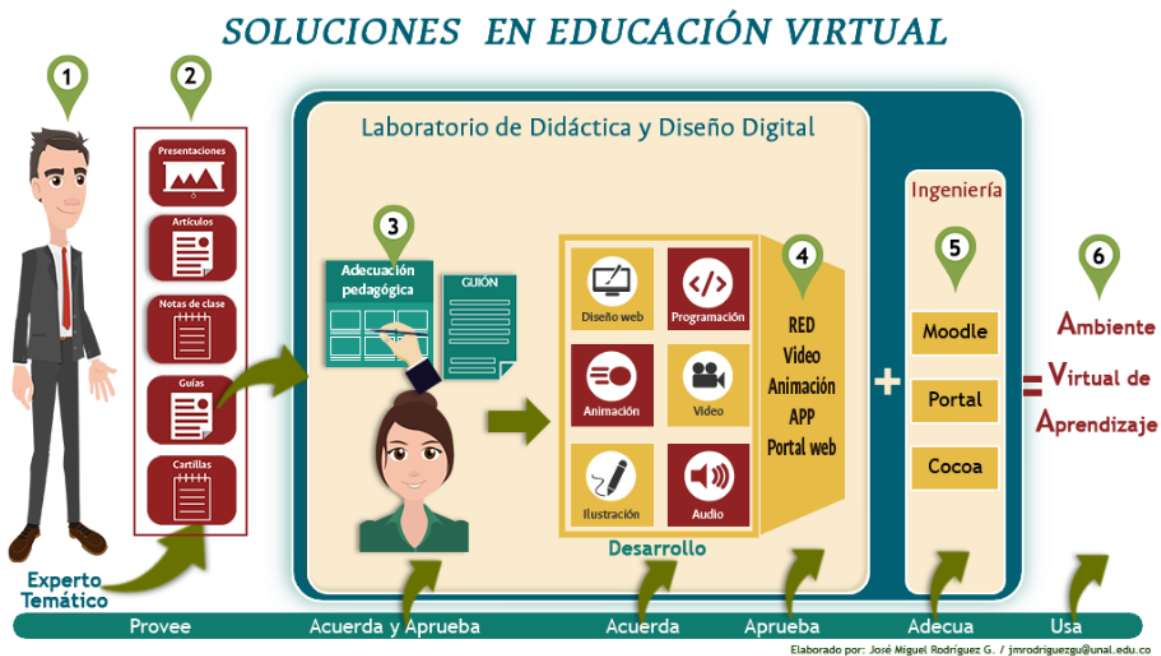 SOLUCIONES EN EDUCACIÓN VIRTUAL
1
2
Presentaciones
Artículos
Notas de clase
Guías
Cartillas
Experto
Temático
Laboratorio de Didáctica y Diseño Digital
3
Adecuación
pedagógica
GUIÓN
Diseño web
</>
Programación
Animación
Video
Ilustración
Audio
Desarrollo
4
RED
Video
Animación
APP
Portal web
+
Ingeniería
5
Moodle
Portal
Cocoa
=
6
Ambiente
Virtual de
Aprendizaje
Provee
Acuerda y Aprueba
Acuerda
Aprueba
Adecua
Usa
Elaborado por: José Miguel Rodríguez G. / jmrodriguezgu@unal.edu.co